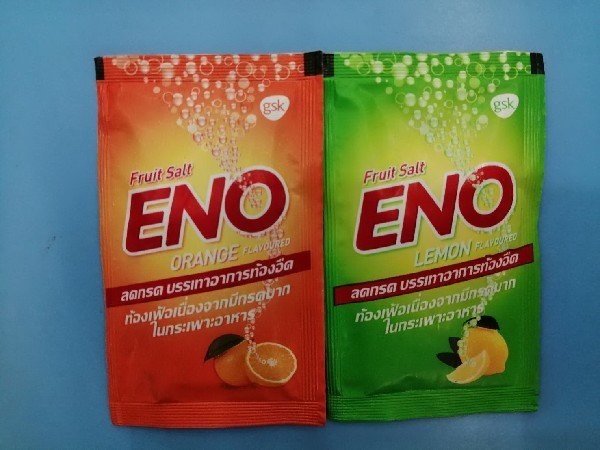 gsk
Fruit Salt
ENO
ORANGE FLAVOURED
ลดกรด บรรเทาอาการท้องอืด
ท้องเฟ้อเนื่องจากมีกรดมาก
ในกระเพาะอาหาร
gsk
Fruit Salt
ENO
LEMON FLAVOURED
ลดกรด บรรเทาอาการท้องอืด
ท้องเฟ้อเนื่องจากมีกรดมาก
ในกระเพาะอาหาร